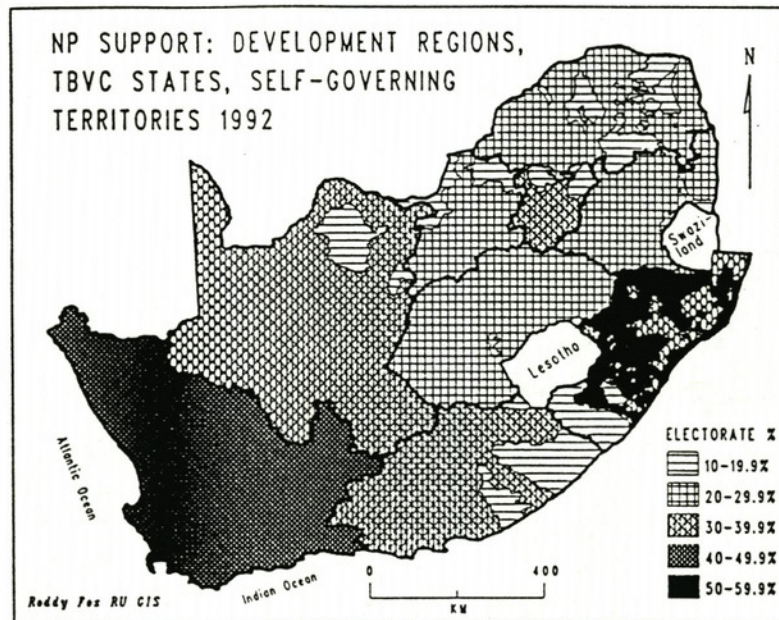 NP SUPPORT: DEVELOPMENT REGIONS,
TBVC STATES, SELF-GOVERNING
TERRITORIES 1992
N
Swazi-
land
Lesotho
Atlantic Ocean
Indian Ocean
ELECTORATE %
10-19.9%
20-29.9%
30-39.9%
40-49.9%
50-59.9%
0 400
KM
Roddy Fox RU GIS